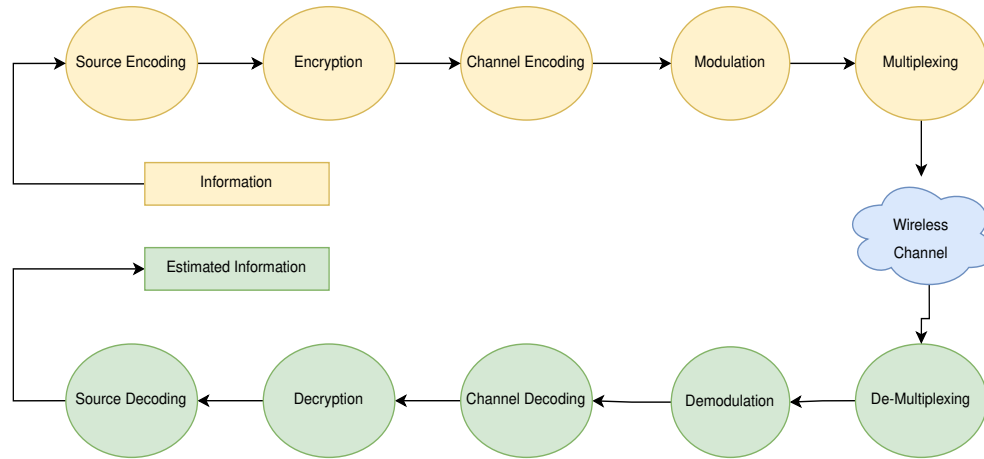 Source Encoding
Encryption
Channel Encoding
Modulation
Multiplexing
Information
Wireless
Channel
Estimated Information
Source Decoding
Decryption
Channel Decoding
Demodulation
De-Multiplexing